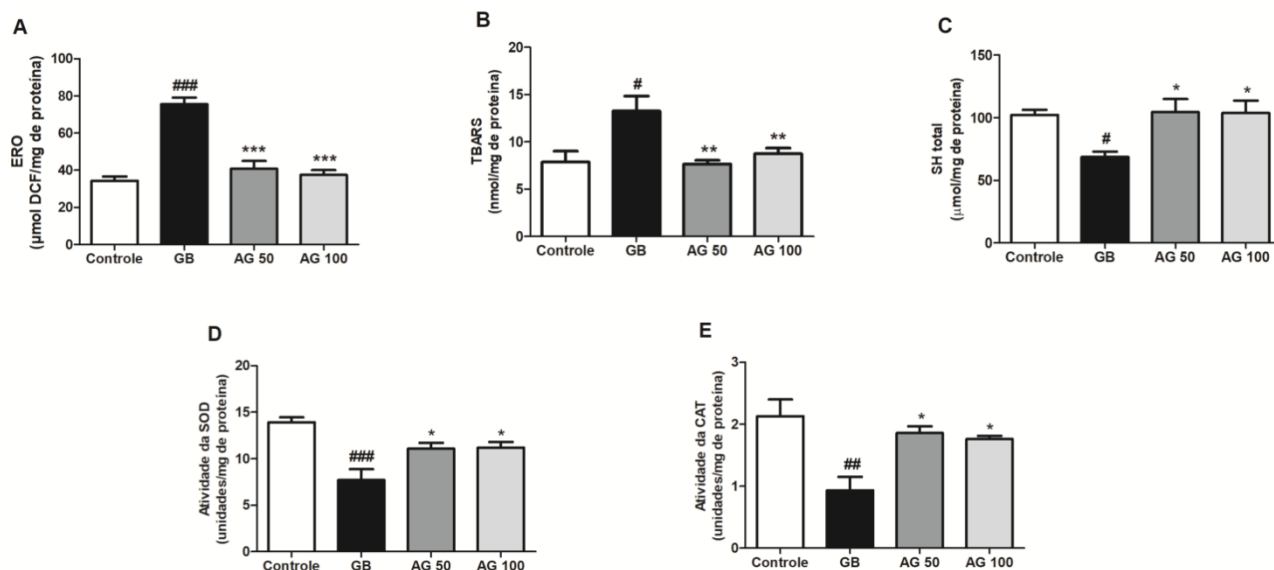 A
ERO
(µmol DCF/mg de proteína)
100
80
60
40
20
0
###
***
***
Controle GB AG 50 AG 100
B
TBARS
(nmol/mg de proteína)
20
15
10
5
0
#
**
**
Controle GB AG 50 AG 100
C
SH total
(µmol/mg de proteína)
150
100
50
0
#
*
*
Controle GB AG 50 AG 100
D
Atividade da SOD
(unidades/mg de proteína)
20
15
10
5
0
###
*
*
Controle GB AG 50 AG 100
E
Atividade da CAT
(unidades/mg de proteína)
3
2
1
0
##
*
*
Controle GB AG 50 AG 100